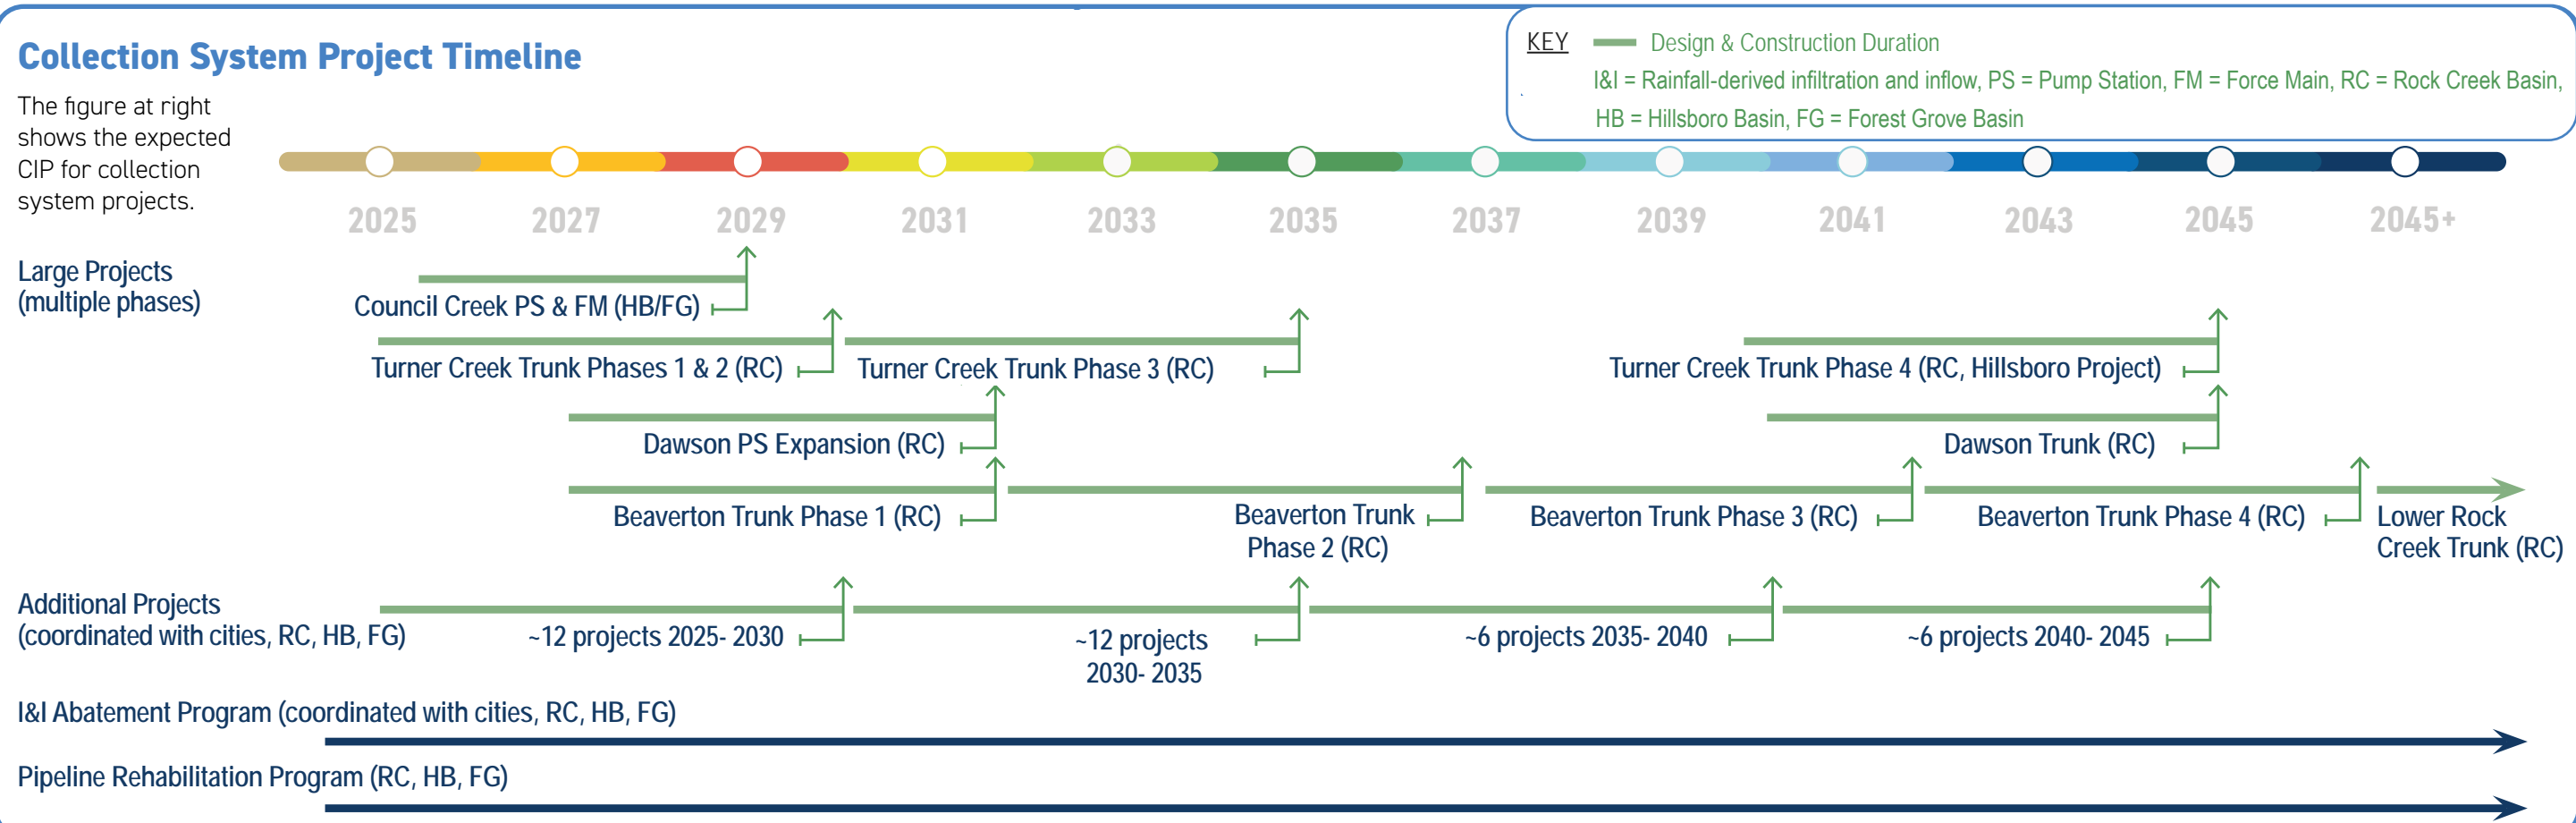 Collection System Project Timeline
The figure at right
shows the expected
CIP for collection
system projects.
KEY
Design & Construction Duration
I&I = Rainfall-derived infiltration and inflow, PS = Pump Station, FM = Force Main, RC = Rock Creek Basin,
HB = Hillsboro Basin, FG = Forest Grove Basin
2025 2027 2029 2031 2033 2035 2037 2039 2041 2043 2045 2045+
Large Projects
(multiple phases)
Council Creek PS & FM (HB/FG)
Turner Creek Trunk Phases 1 & 2 (RC)
Turner Creek Trunk Phase 3 (RC)
Turner Creek Trunk Phase 4 (RC, Hillsboro Project)
Dawson PS Expansion (RC)
Dawson Trunk (RC)
Beaverton Trunk Phase 1 (RC)
Beaverton Trunk
Phase 2 (RC)
Beaverton Trunk Phase 3 (RC)
Beaverton Trunk Phase 4 (RC)
Lower Rock
Creek Trunk (RC)
Additional Projects
(coordinated with cities, RC, HB, FG)
~12 projects 2025- 2030
~12 projects
2030- 2035
~6 projects 2035- 2040
~6 projects 2040- 2045
I&I Abatement Program (coordinated with cities, RC, HB, FG)
Pipeline Rehabilitation Program (RC, HB, FG)